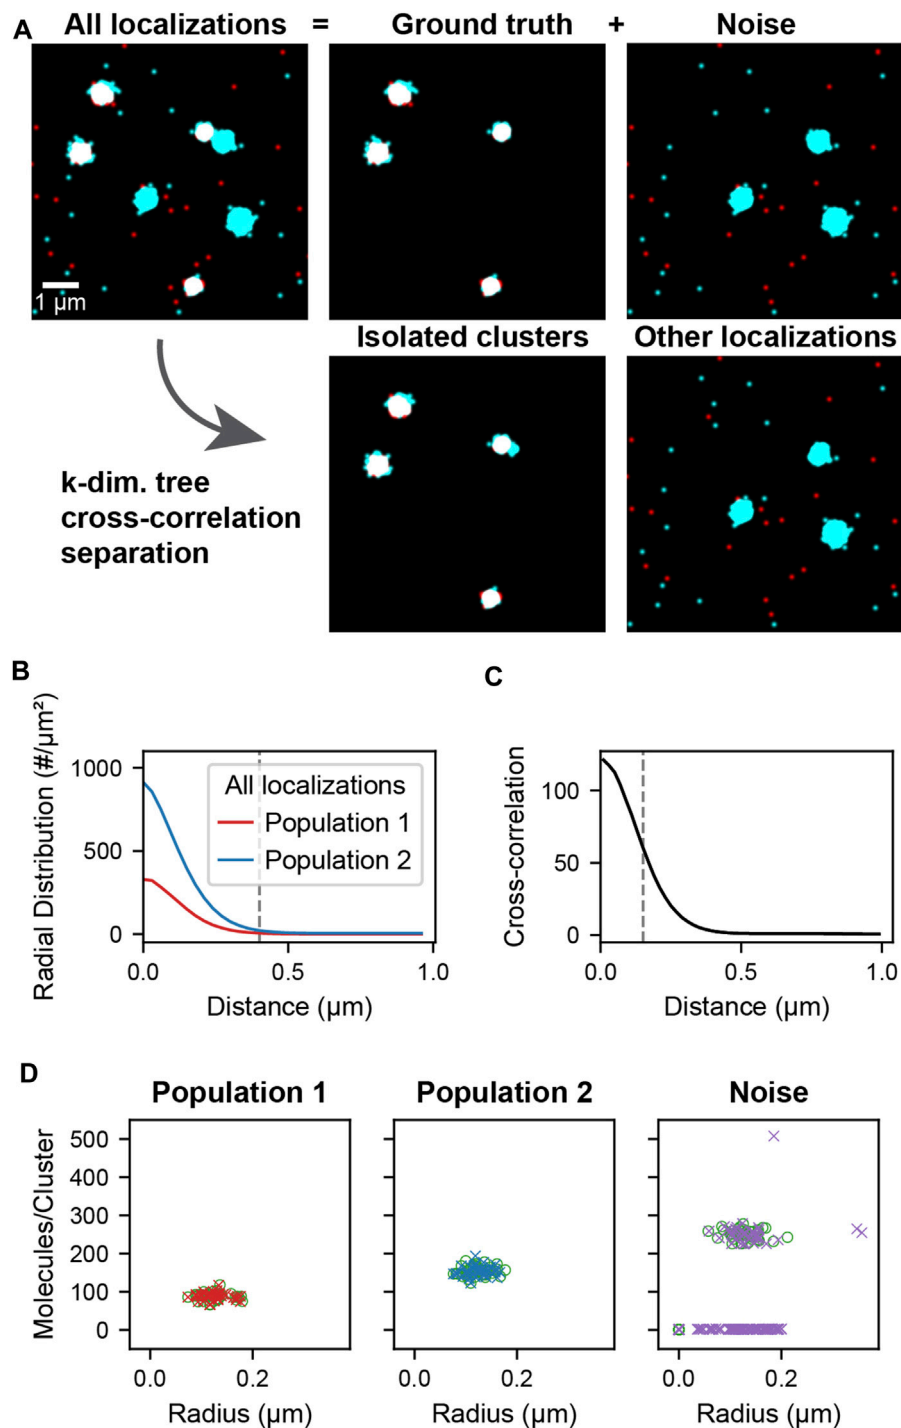 A
All localizations = Ground truth + Noise
1 µm
Isolated clusters
Other localizations
k-dim. tree
cross-correlation
separation
B
Radial Distribution (#/µm²)
1000
500
0
All localizations
Population 1
Population 2
0.0 0.5 1.0
Distance (µm)
C
Cross-correlation
100
50
0
0.0 0.5 1.0
Distance (µm)
D
Population 1 Population 2 Noise
Molecules/Cluster
500
400
300
200
100
0
0.0 0.2 0.0 0.2 0.0 0.2
Radius (µm) Radius (µm) Radius (µm)